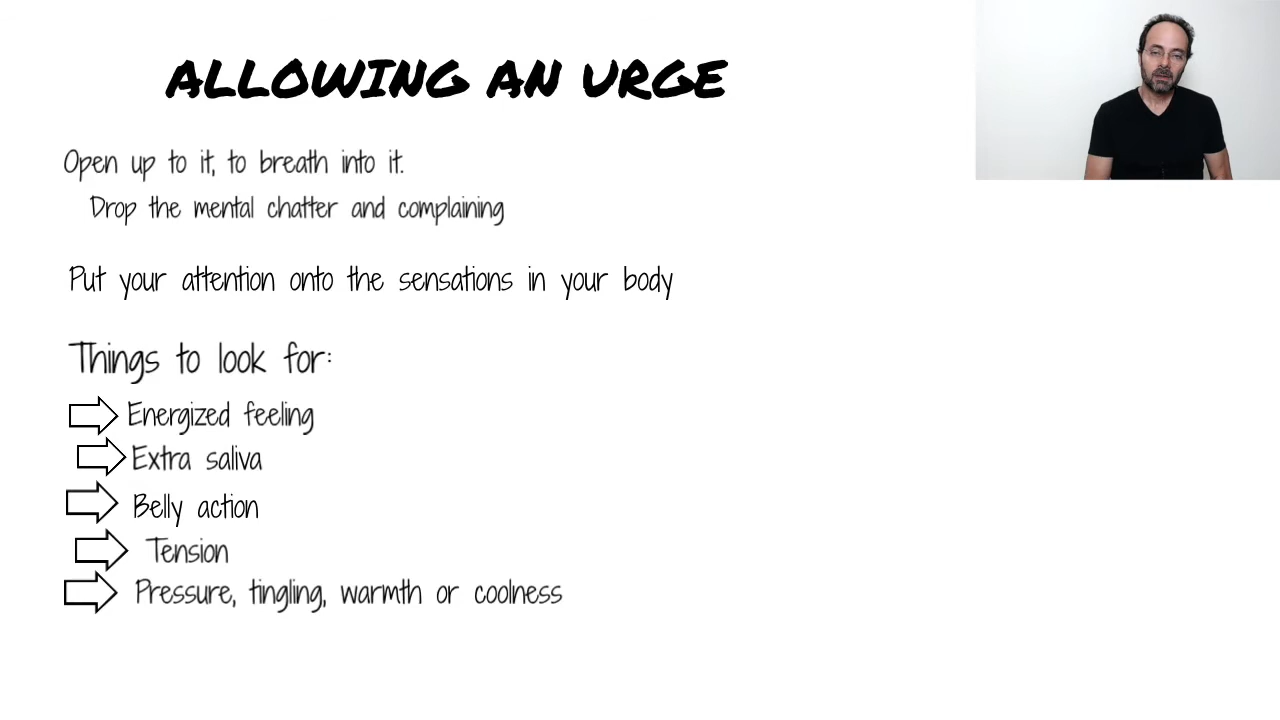 ALLOWING AN URGE
Open up to it, to breath into it.
Drop the mental chatter and complaining
Put your attention onto the sensations in your body
Things to look for:
Energized feeling
Extra saliva
Belly action
Tension
Pressure, tingling, warmth or coolness